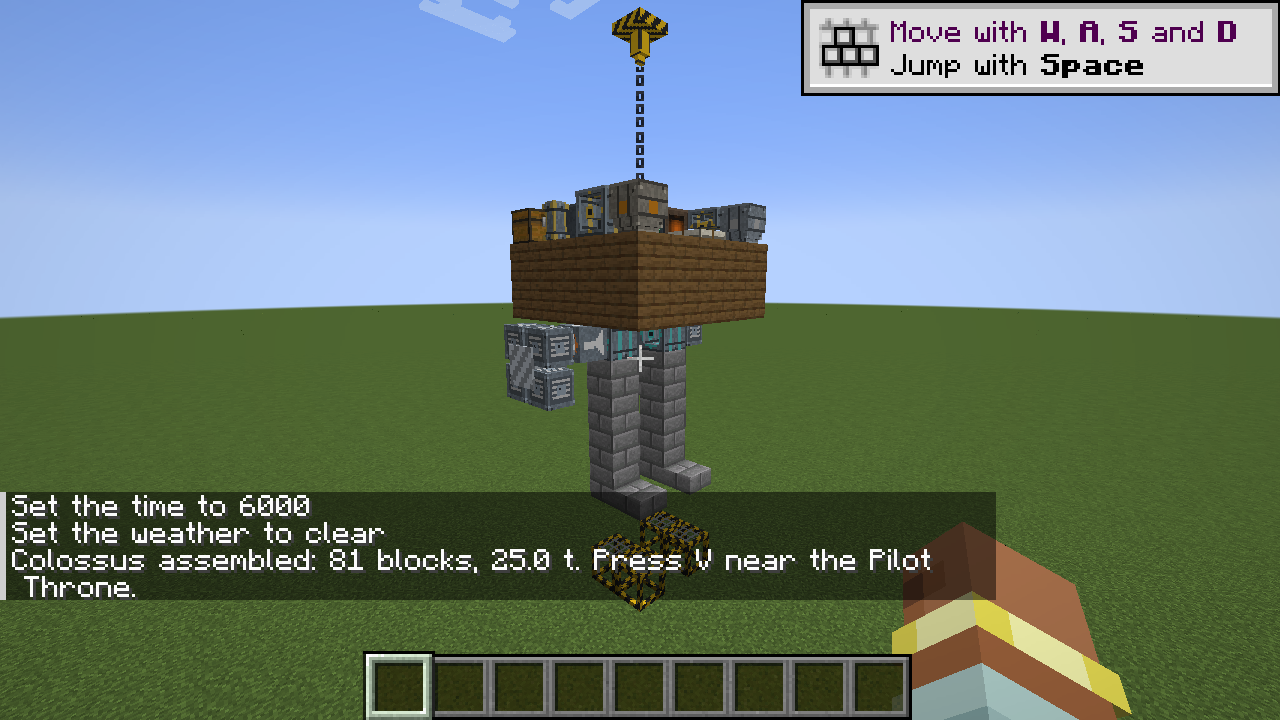 Move with W, A, S and D
Jump with Space
Set the time to 6000
Set the weather to clear
Colossus assembled: 81 blocks, 25.0 t. Press V near the Pilot
Throne.